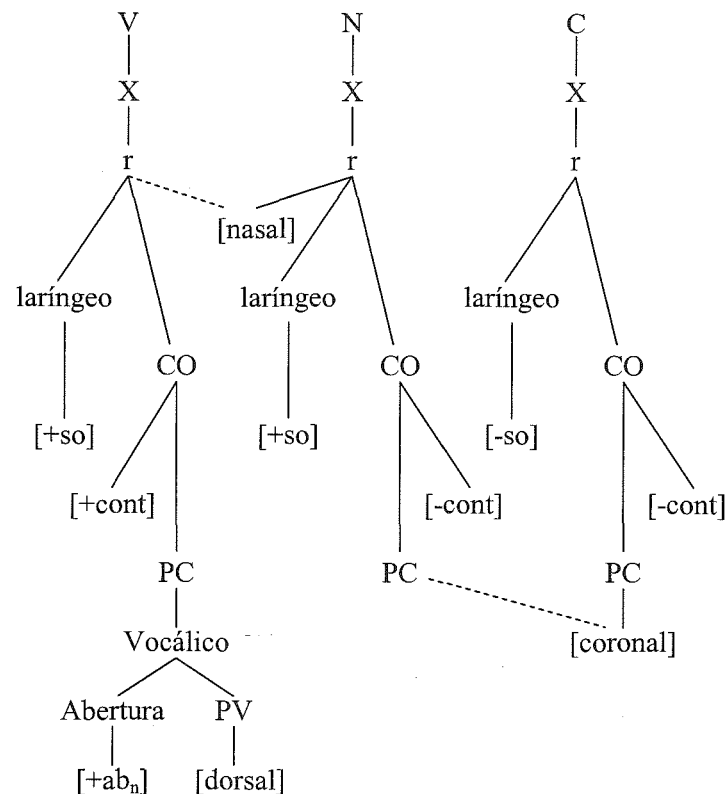 V N C
X X X
r r r
[nasal]
laríngeo laríngeo laríngeo
CO CO CO
[+so] [+so] [-so]
[+cont] [-cont] [-cont]
PC PC PC
Vocálico [coronal]
Abertura PV
[+abₙ] [dorsal]